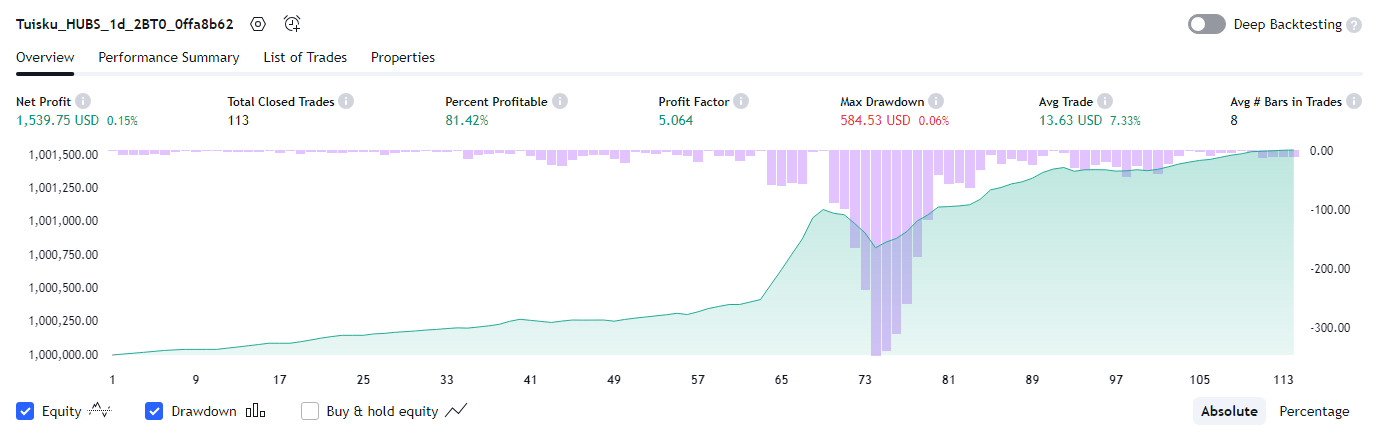 Tuisku_HUBS_1d_2BT0_0ffa8b62 Deep Backtesting ?
Overview Performance Summary List of Trades Properties
Net Profit Total Closed Trades Percent Profitable Profit Factor Max Drawdown Avg Trade Avg # Bars in Trades
1,539.75 USD 0.15% 113 81.42% 5.064 584.53 USD 0.06% 13.63 USD 7.33% 8
1,001,500.00 0.00
1,001,250.00
1,001,000.00 -100.00
1,000,750.00
1,000,500.00 -200.00
1,000,250.00 -300.00
1,000,000.00
1 9 17 25 33 41 49 57 65 73 81 89 97 105 113
Equity Drawdown Buy & hold equity Absolute Percentage